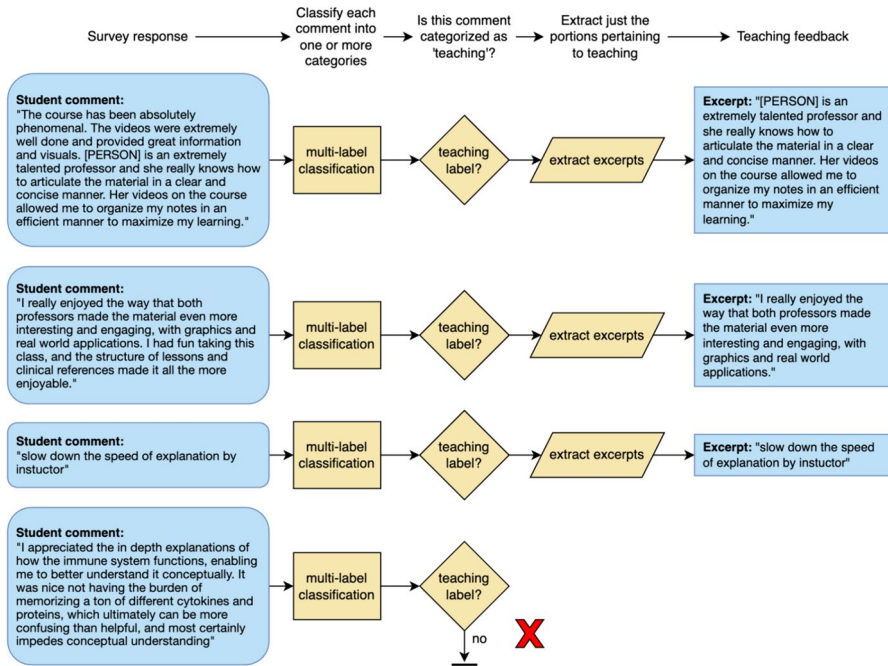 Survey response
Classify each
comment into
one or more
categories
Is this comment
categorized as
'teaching'?
Extract just the
portions pertaining
to teaching
Teaching feedback
Student comment:
"The course has been absolutely
phenomenal. The videos were extremely
well done and provided great information
and visuals. [PERSON] is an extremely
talented professor and she really knows how
to articulate the material in a clear and
concise manner. Her videos on the course
allowed me to organize my notes in an
efficient manner to maximize my learning."
multi-label
classification
teaching
label?
extract excerpts
Excerpt: "[PERSON] is an
extremely talented professor and
she really knows how to
articulate the material in a clear
and concise manner. Her videos
on the course allowed me to
organize my notes in an efficient
manner to maximize my
learning."
Student comment:
"I really enjoyed the way that both
professors made the material even more
interesting and engaging, with graphics and
real world applications. I had fun taking this
class, and the structure of lessons and
clinical references made it all the more
enjoyable."
multi-label
classification
teaching
label?
extract excerpts
Excerpt: "I really enjoyed the
way that both professors made
the material even more
interesting and engaging, with
graphics and real world
applications."
Student comment:
"slow down the speed of explanation by
instuctor"
multi-label
classification
teaching
label?
extract excerpts
Excerpt: "slow down the speed
of explanation by instuctor"
Student comment:
"I appreciated the in depth explanations of
how the immune system functions, enabling
me to better understand it conceptually. It
was nice not having the burden of
memorizing a ton of different cytokines and
proteins, which ultimately can be more
confusing than helpful, and most certainly
impedes conceptual understanding"
multi-label
classification
teaching
label?
no
X